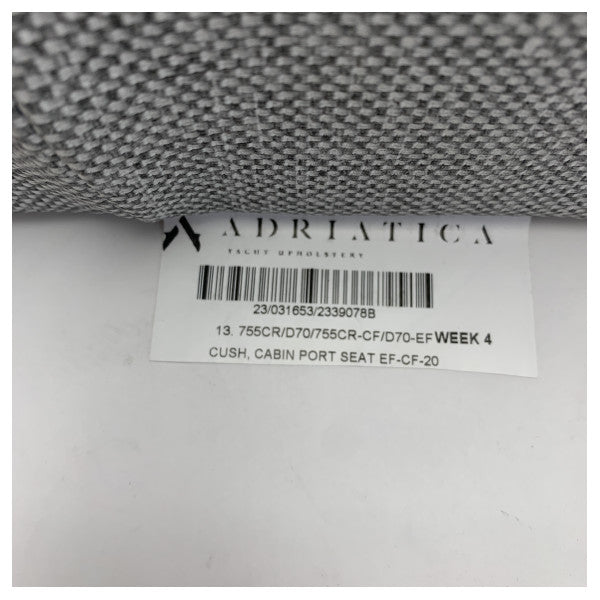 ADRIATICA
YACHT UPHOLSTERY
23/031653/2339078B
13. 755CR/D70/755CR-CF/D70-EF WEEK 4
CUSH, CABIN PORT SEAT EF-CF-20